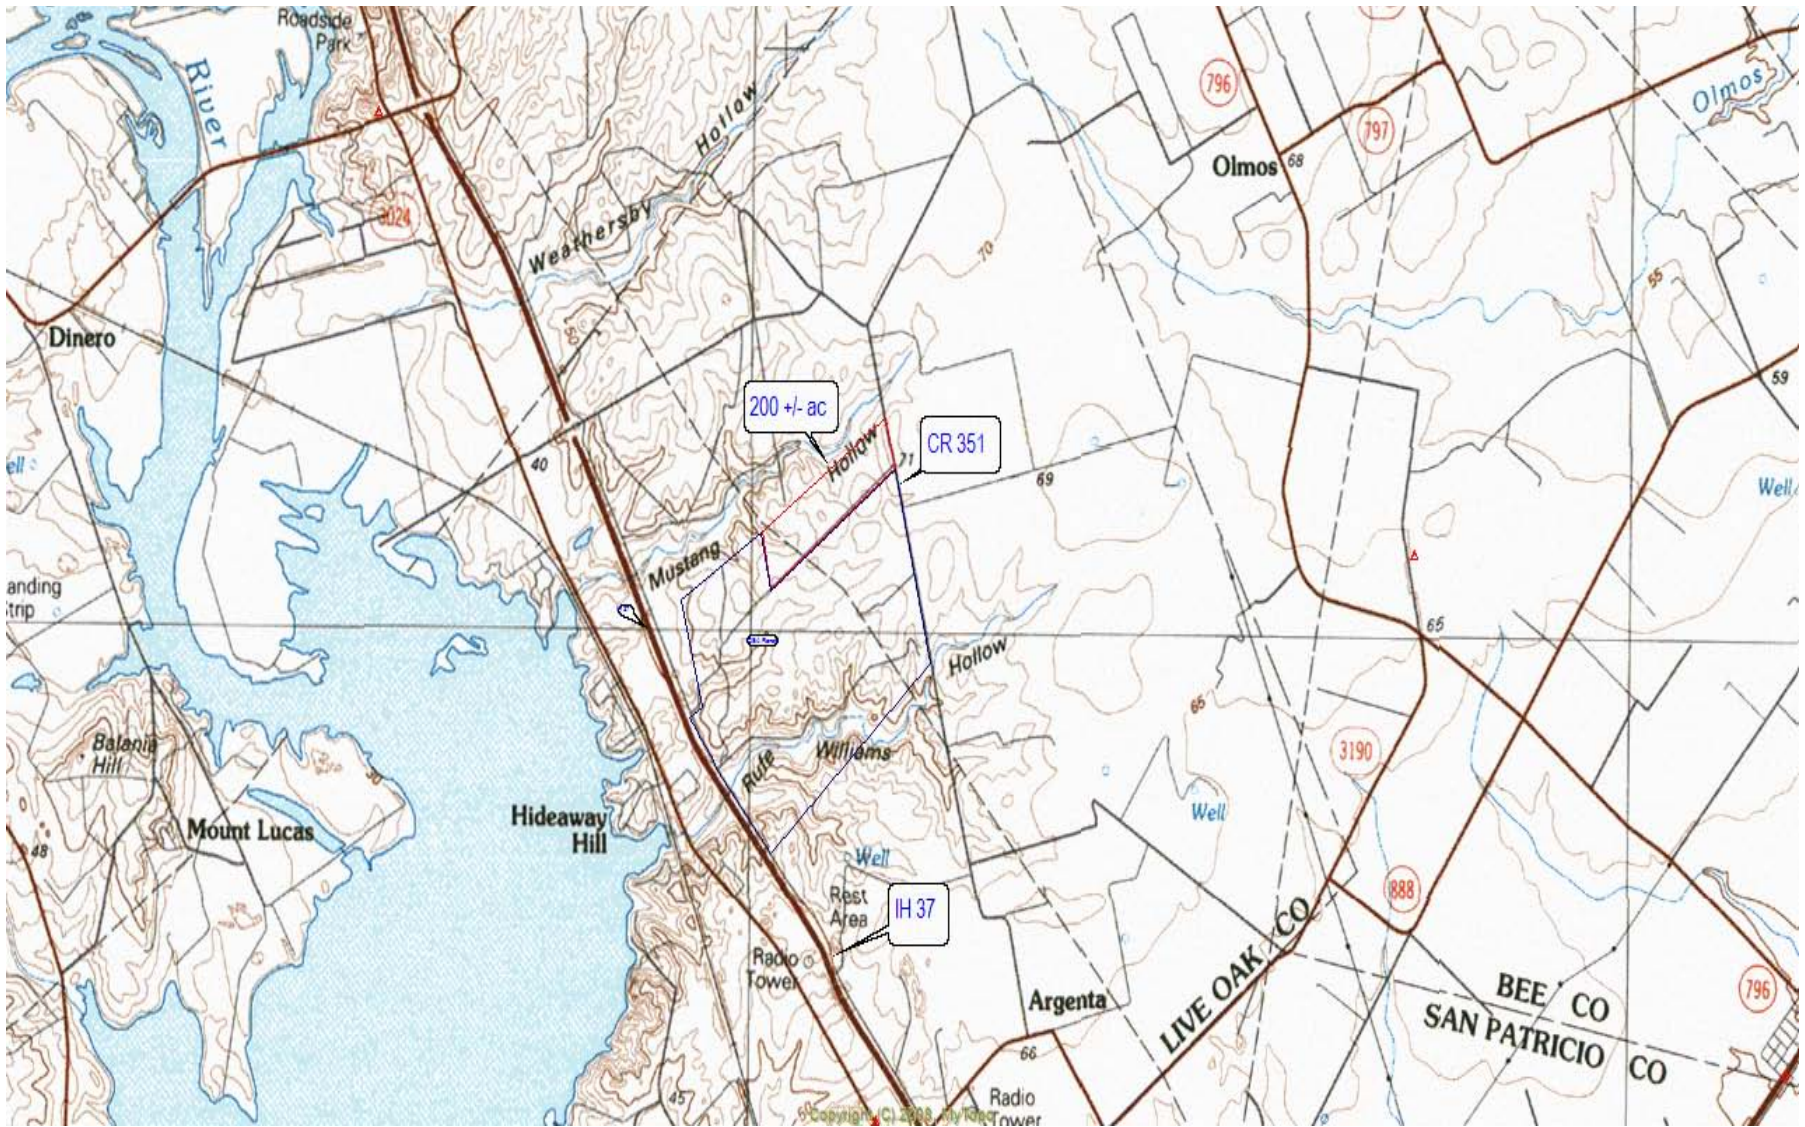 Roadside
Park
River
796
Olmos
797
Hollow
Olmos
68
3024
Weathersby
70
55
Dinero
50
59
200 +/- ac
CR 351
40
Hollow
71
69
Well
Mustang
65
Hollow
65
Balania
Hill
30
Rufe
Williams
3190
Mount Lucas
Hideaway
Hill
Well
48
Well
Rest
Area
IH 37
888
Radio
Tower
LIVE OAK CO
BEE CO
796
Argenta
SAN PATRICIO CO
66
45
Radio
Tower